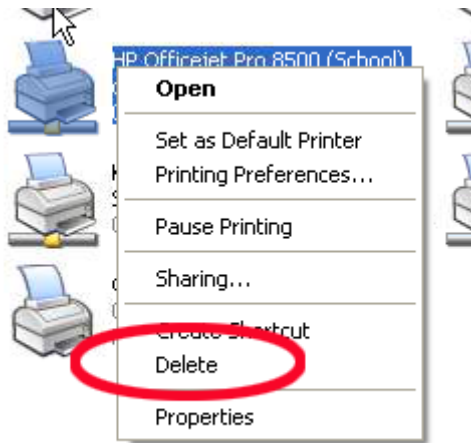 HP Officejet Pro 8500 (School)
Open
Set as Default Printer
Printing Preferences...
Pause Printing
Sharing...
Create Shortcut
Delete
Properties